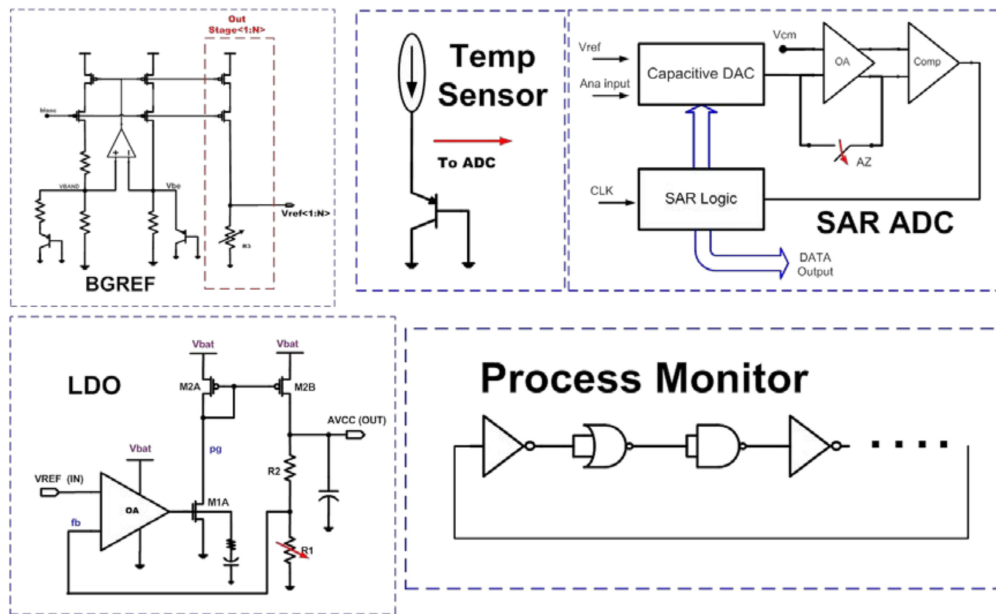 Out
Stage<1:N>
VBAND
Vbe
Vref<1:N>
BGREF
Temp
Sensor
To ADC
Vref
Ana input
Capacitive DAC
Vcm
OA
Comp
AZ
CLK
SAR Logic
SAR ADC
DATA
Output
LDO
Vbat
Vbat
M2A
M2B
AVCC (OUT)
Vbat
pg
R2
VREF (IN)
OA
M1A
fb
R1
Process Monitor